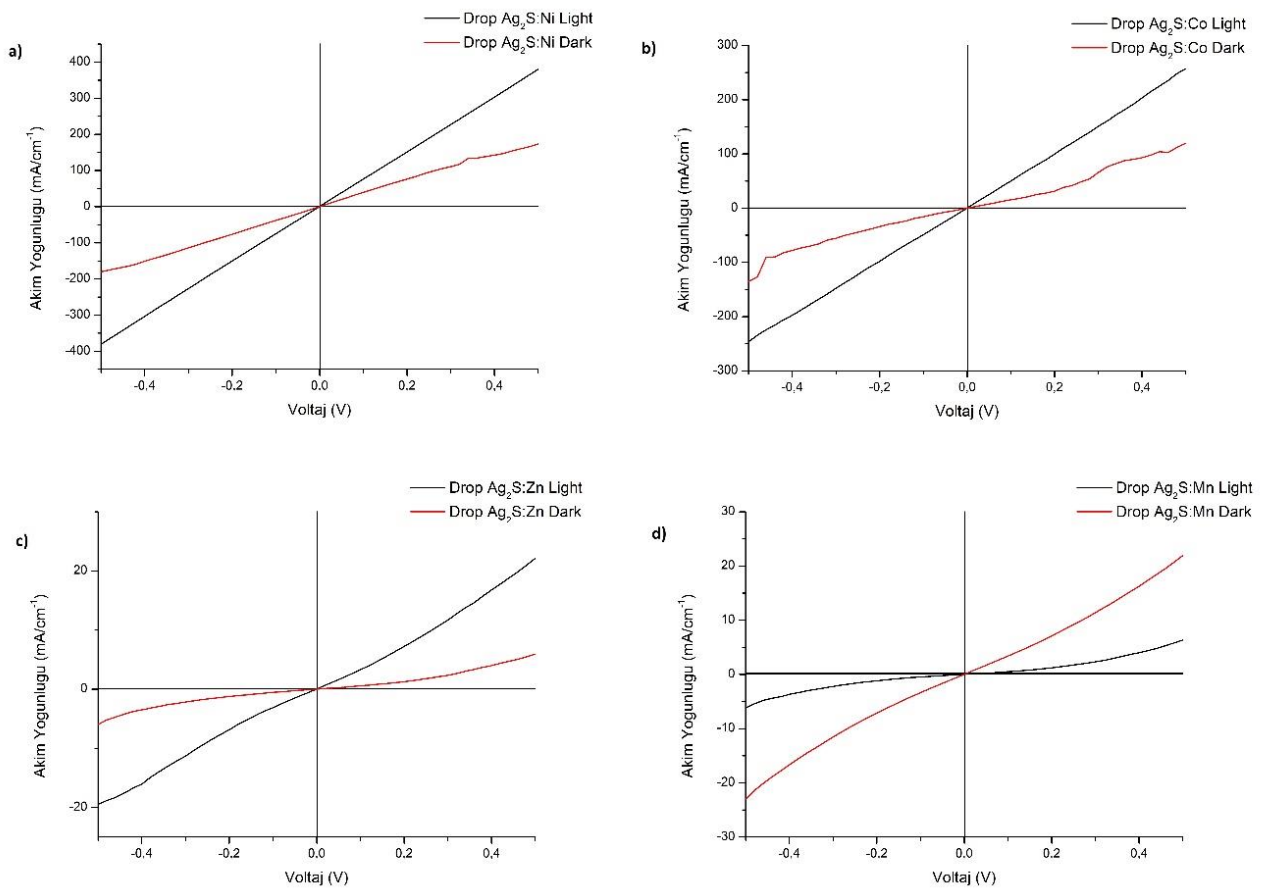 a)
Drop Ag₂S:Ni Light
Drop Ag₂S:Ni Dark
400
300
200
100
0
-100
-200
-300
-400
Akim Yogunlugu (mA/cm⁻¹)
-0.4
-0.2
0.0
0.2
0,4
Voltaj (V)
b)
Drop Ag₂S:Co Light
Drop Ag₂S:Co Dark
300
200
100
0
-100
-200
-300
Akim Yogunlugu (mA/cm⁻¹)
-0,4
-0,2
0,0
0,2
0,4
Voltaj (V)
c)
Drop Ag₂S:Zn Light
Drop Ag₂S:Zn Dark
20
0
-20
Akim Yogunlugu (mA/cm⁻¹)
-0,4
-0,2
0,0
0,2
0,4
Voltaj (V)
d)
Drop Ag₂S:Mn Light
Drop Ag₂S:Mn Dark
30
20
10
0
-10
-20
-30
Akim Yogunlugu (mA/cm⁻¹)
-0,4
-0,2
0,0
0,2
0,4
Voltaj (V)